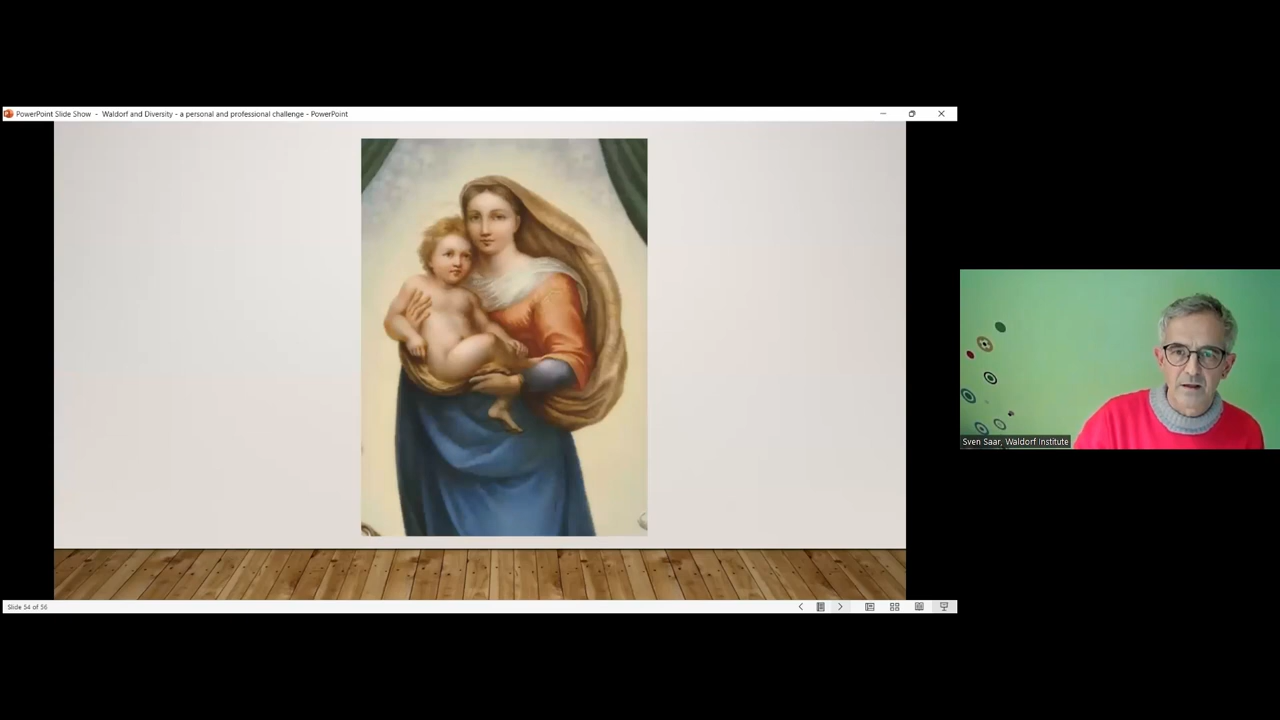 PowerPoint Slide Show - Waldorf and Diversity - a personal and professional challenge - PowerPoint
Sven Saar, Waldorf Institute
Slide 54 of 56